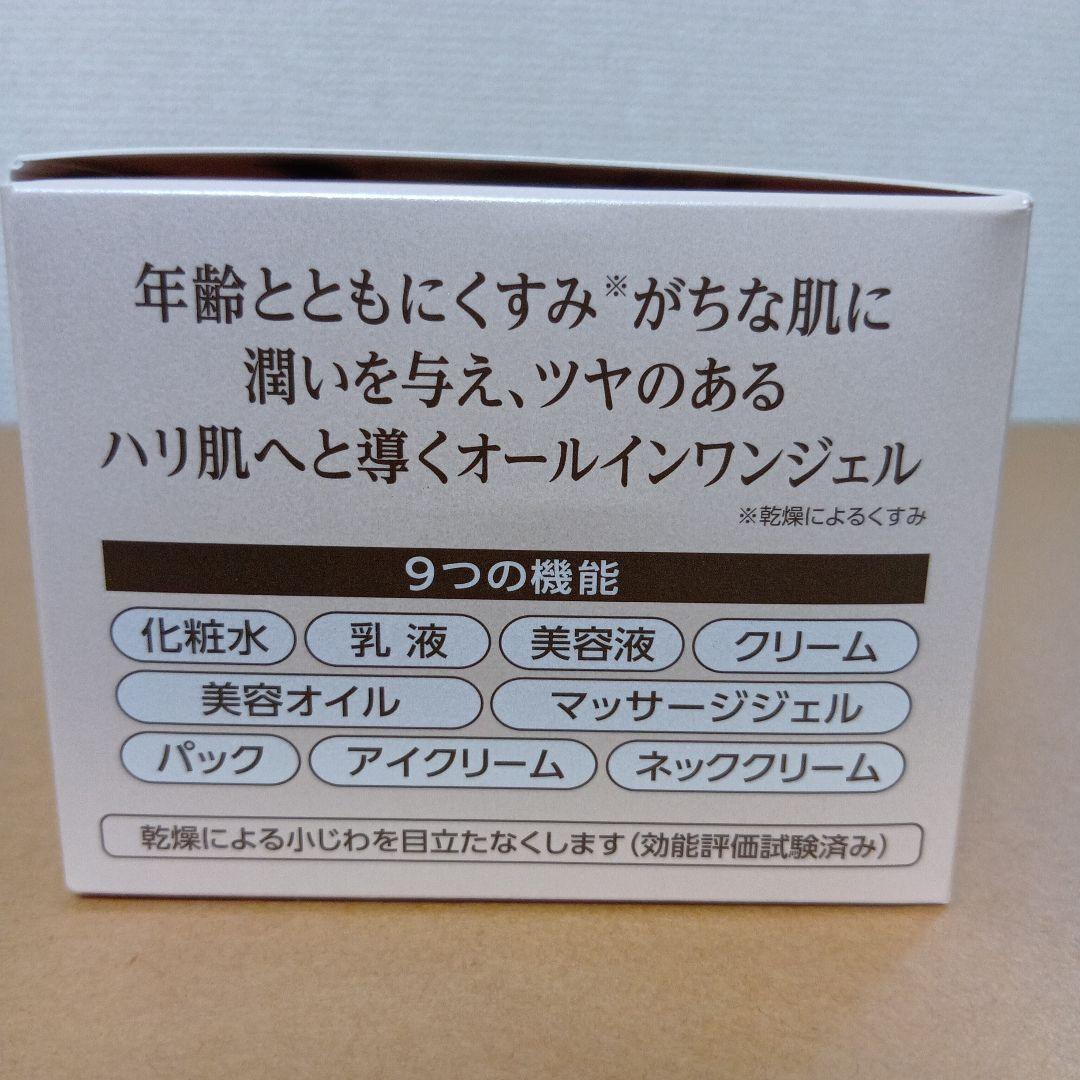 年齢とともにくすみ※がちな肌に
潤いを与え、ツヤのある
ハリ肌へと導くオールインワンジェル
※乾燥によるくすみ
9つの機能
化粧水 乳液 美容液 クリーム
美容オイル マッサージジェル
パック アイクリーム ネッククリーム
乾燥による小じわを目立たなくします(効能評価試験済み)